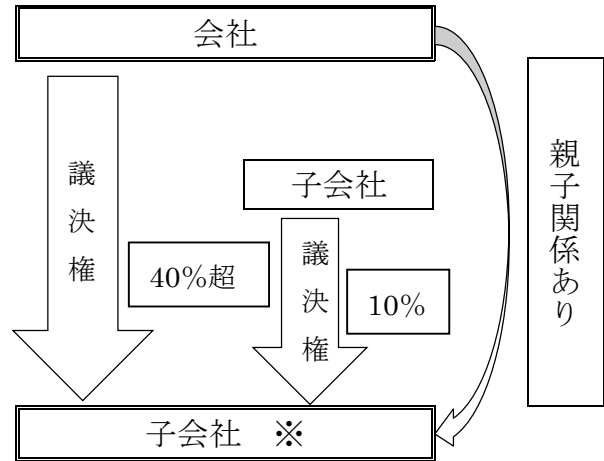 会社
議決権
子会社
40%超
議決権
10%
親子関係あり
子会社 ※